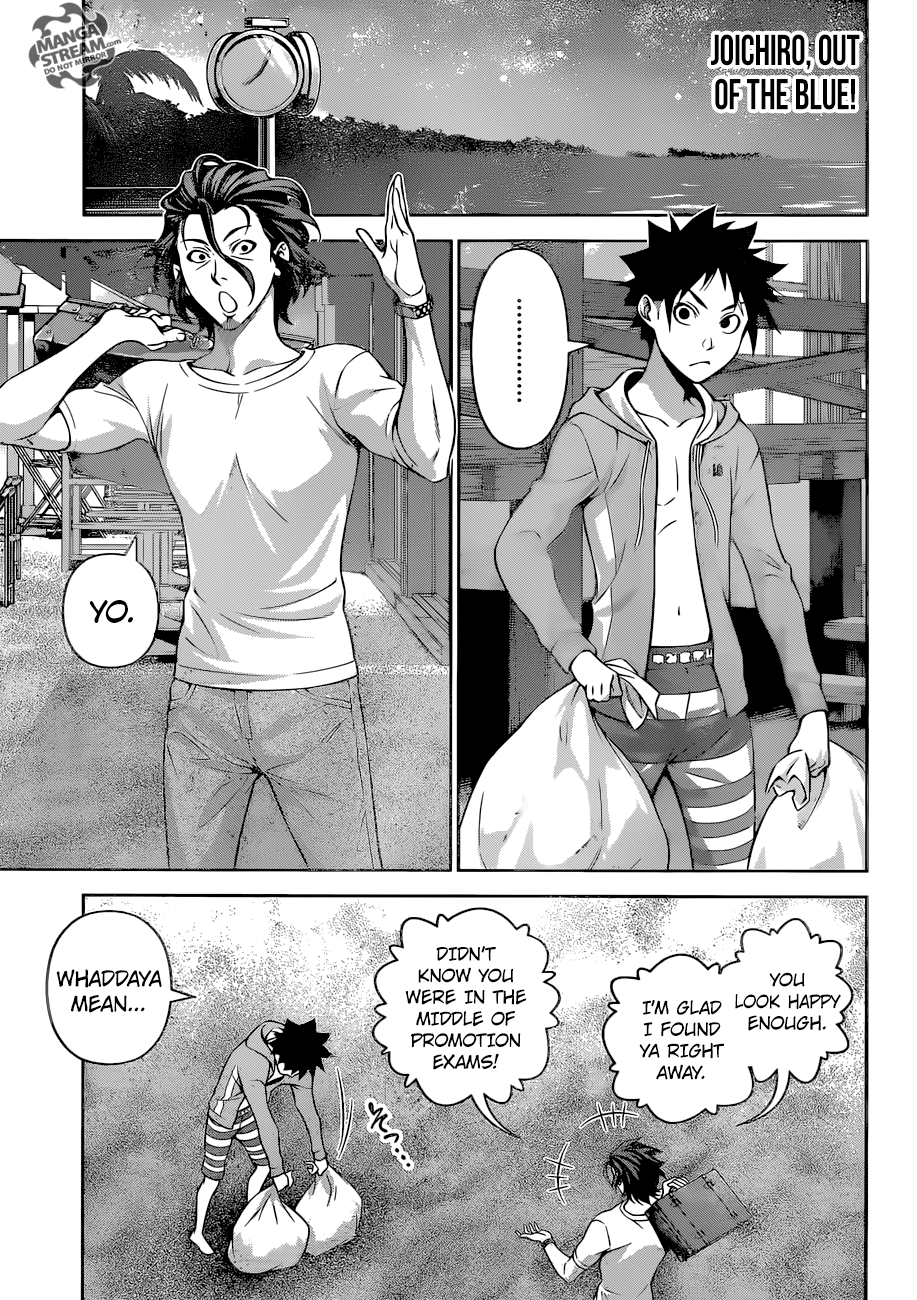 MANGA
STREAM.com
DO NOT MIRROR!
JOICHIRO, OUT
OF THE BLUE!
.............
YO.
YOU
LOOK HAPPY
ENOUGH.
I'M GLAD
I FOUND
YA RIGHT
AWAY.
DIDN'T
KNOW YOU
WERE IN THE
MIDDLE OF
PROMOTION
EXAMS!
WHADDAYA
MEAN...